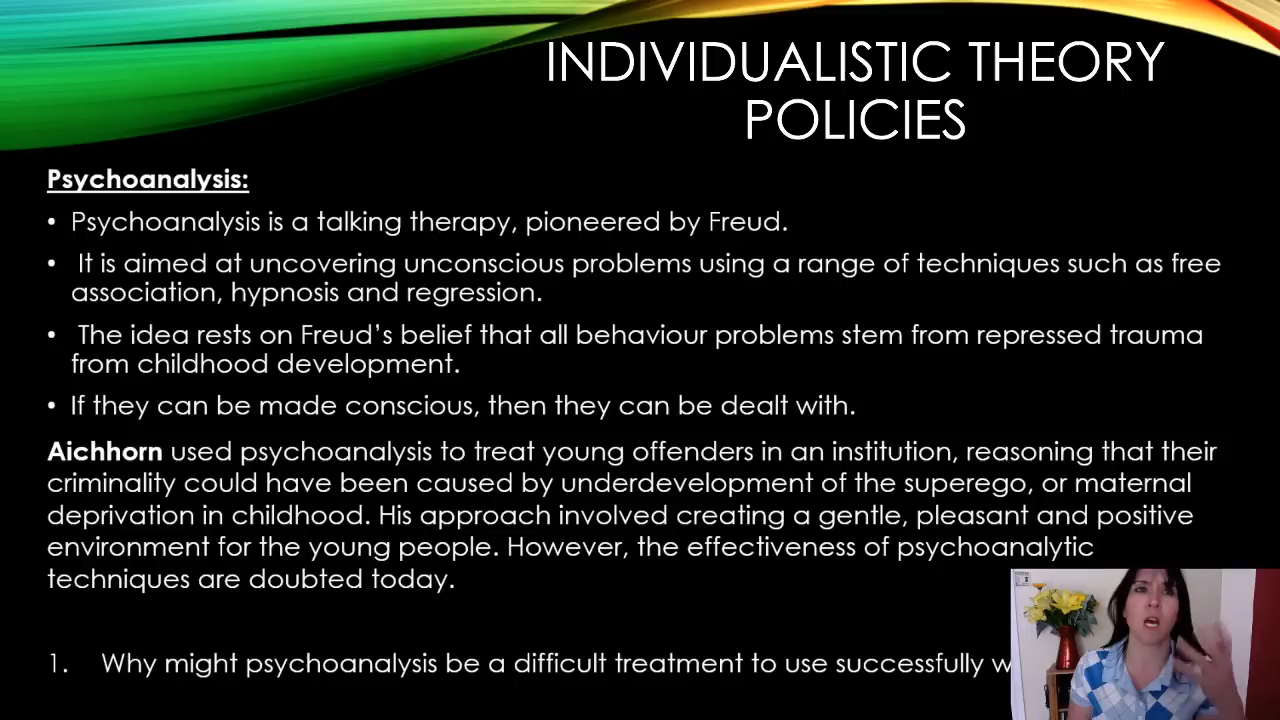 INDIVIDUALISTIC THEORY
POLICIES
Psychoanalysis:
• Psychoanalysis is a talking therapy, pioneered by Freud.
• It is aimed at uncovering unconscious problems using a range of techniques such as free
association, hypnosis and regression.
• The idea rests on Freud’s belief that all behaviour problems stem from repressed trauma
from childhood development.
• If they can be made conscious, then they can be dealt with.
Aichhorn used psychoanalysis to treat young offenders in an institution, reasoning that their
criminality could have been caused by underdevelopment of the superego, or maternal
deprivation in childhood. His approach involved creating a gentle, pleasant and positive
environment for the young people. However, the effectiveness of psychoanalytic
techniques are doubted today.
1. Why might psychoanalysis be a difficult treatment to use successfully